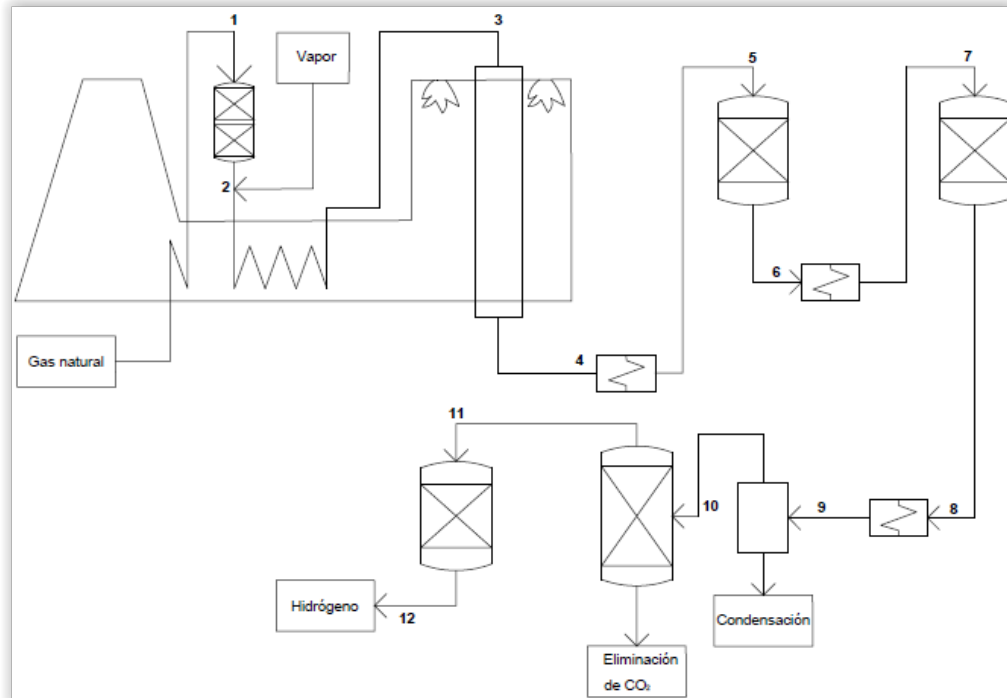 1
3
Vapor
5
7
2
6
Gas natural
4
11
10
9
8
Hidrógeno
12
Condensación
Eliminación
de CO₂